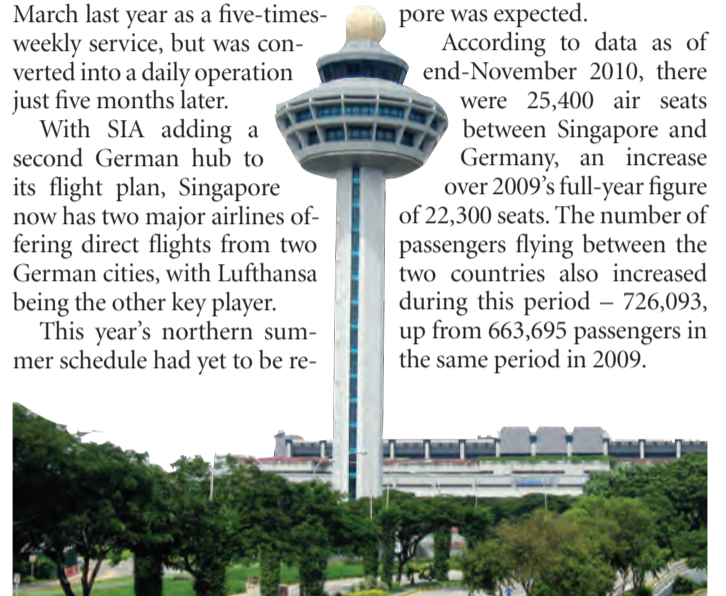 March last year as a five-times-
weekly service, but was con-
verted into a daily operation
just five months later.
With SIA adding a
second German hub to
its flight plan, Singapore
now has two major airlines of-
fering direct flights from two
German cities, with Lufthansa
being the other key player.
This year’s northern sum-
mer schedule had yet to be re-
pore was expected.
According to data as of
end-November 2010, there
were 25,400 air seats
between Singapore and
Germany, an increase
over 2009’s full-year figure
of 22,300 seats. The number of
passengers flying between the
two countries also increased
during this period – 726,093,
up from 663,695 passengers in
the same period in 2009.